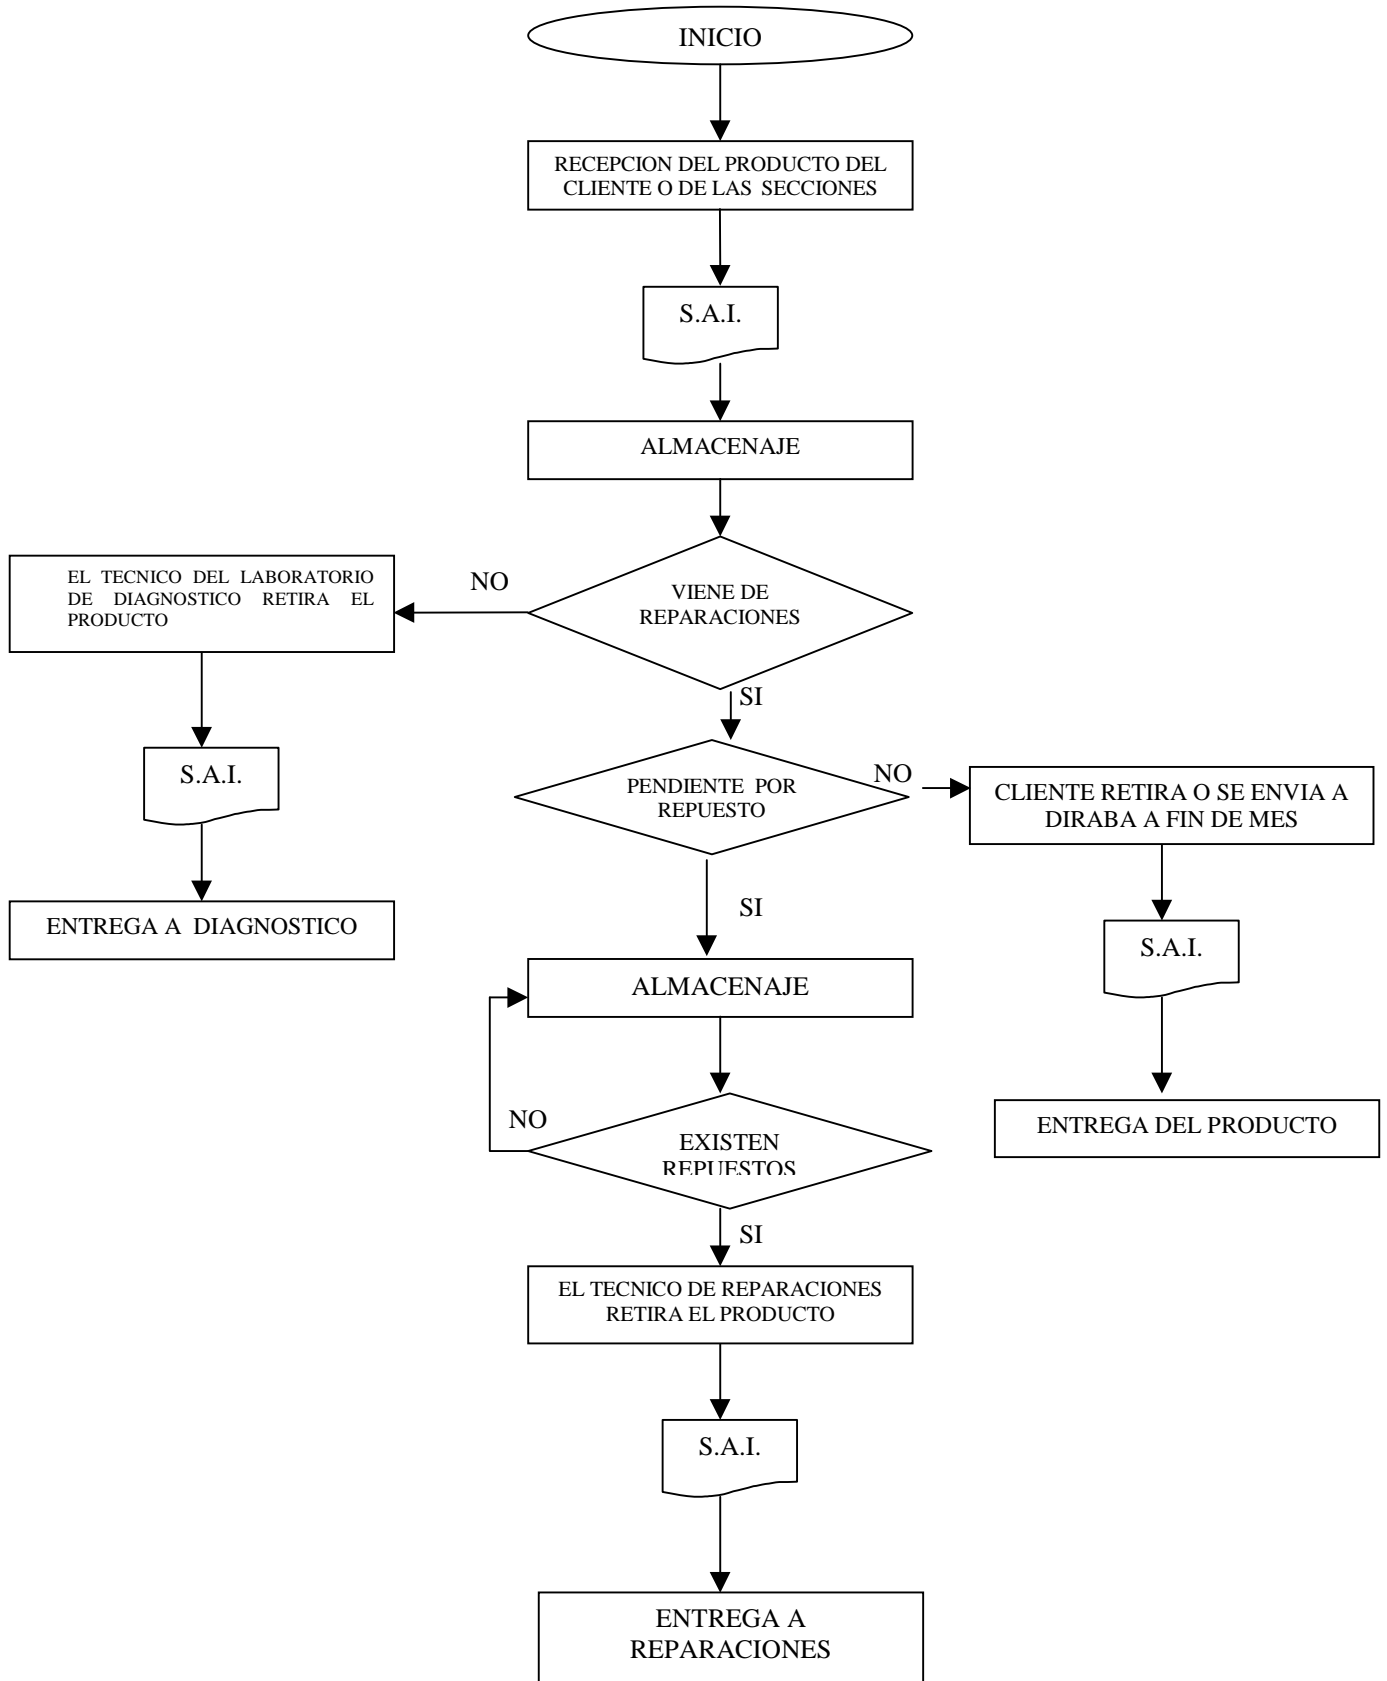 INICIO
RECEPCION DEL PRODUCTO DEL
CLIENTE O DE LAS SECCIONES
S.A.I.
ALMACENAJE
VIENE DE
REPARACIONES
NO
EL TECNICO DEL LABORATORIO
DE DIAGNOSTICO RETIRA EL
PRODUCTO
S.A.I.
ENTREGA A DIAGNOSTICO
SI
PENDIENTE POR
REPUESTO
NO
CLIENTE RETIRA O SE ENVIA A
DIRABA A FIN DE MES
S.A.I.
ENTREGA DEL PRODUCTO
SI
ALMACENAJE
NO
EXISTEN
REPUESTOS
SI
EL TECNICO DE REPARACIONES
RETIRA EL PRODUCTO
S.A.I.
ENTREGA A
REPARACIONES